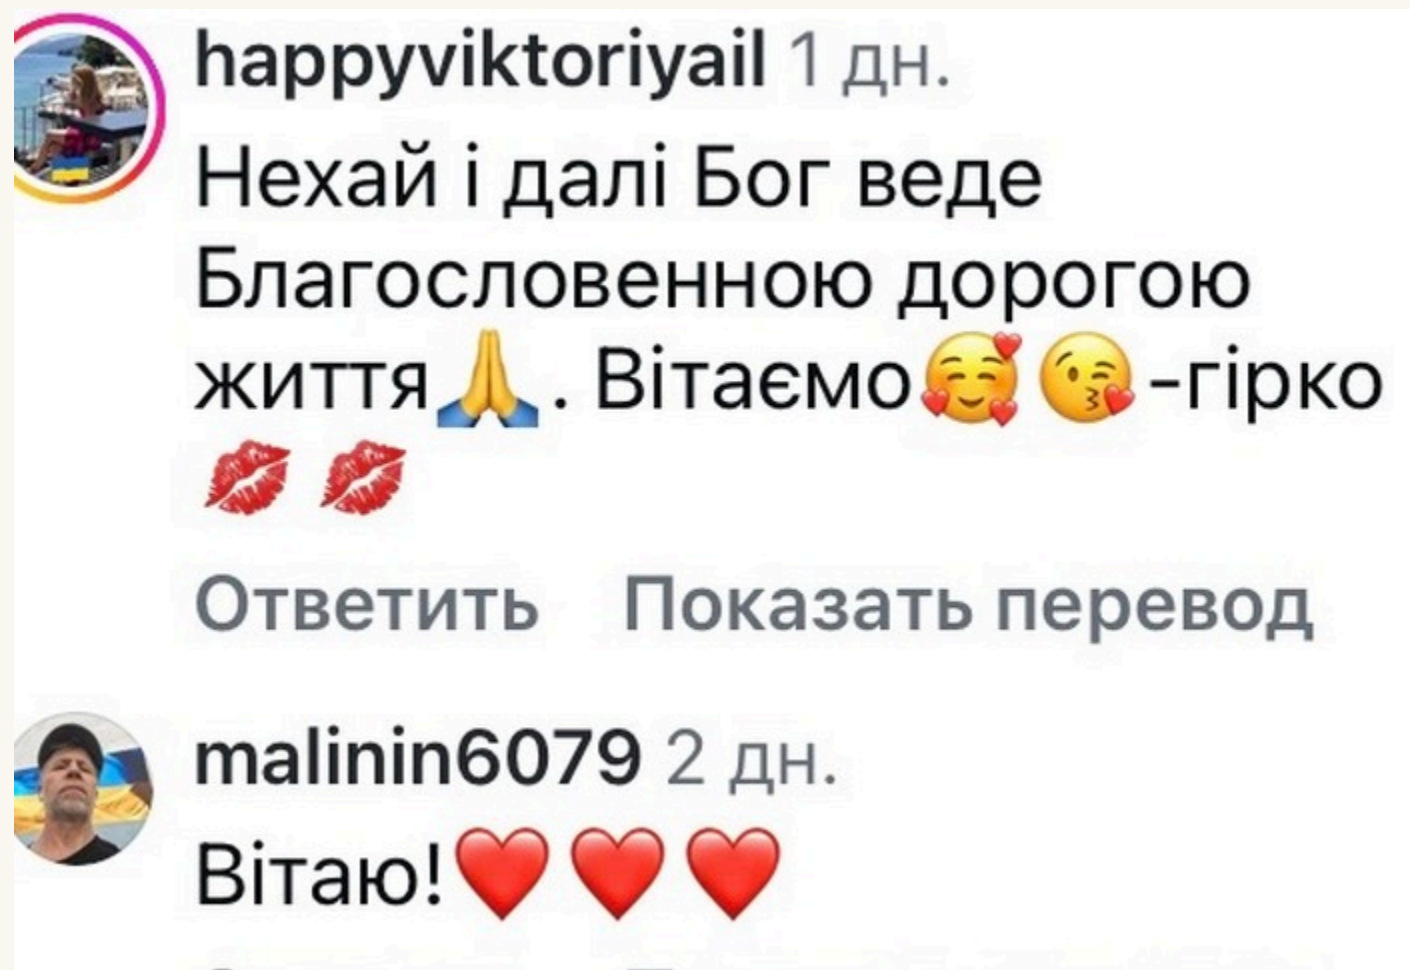 happyviktoriyail 1 дн.
Нехай і далі Бог веде
Благословенною дорогою
життя🙏. Вітаємо🥰😘-гірко
💋💋
Ответить Показать перевод
malinin6079 2 дн.
Вітаю!❤️❤️❤️